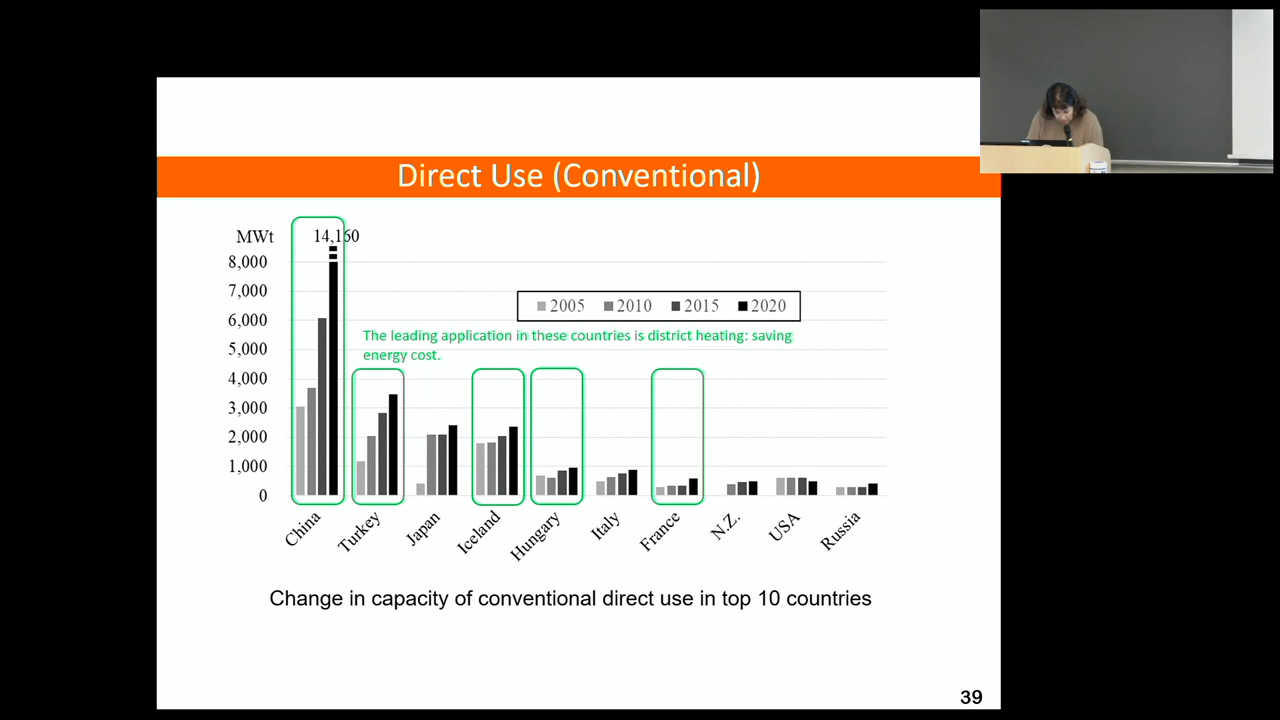 Direct Use (Conventional)
MWt
14,160
8,000
7,000
6,000
5,000
4,000
3,000
2,000
1,000
0
2005 2010 2015 2020
The leading application in these countries is district heating: saving
energy cost.
China Turkey Japan Iceland Hungary Italy France N.Z. USA Russia
Change in capacity of conventional direct use in top 10 countries
39